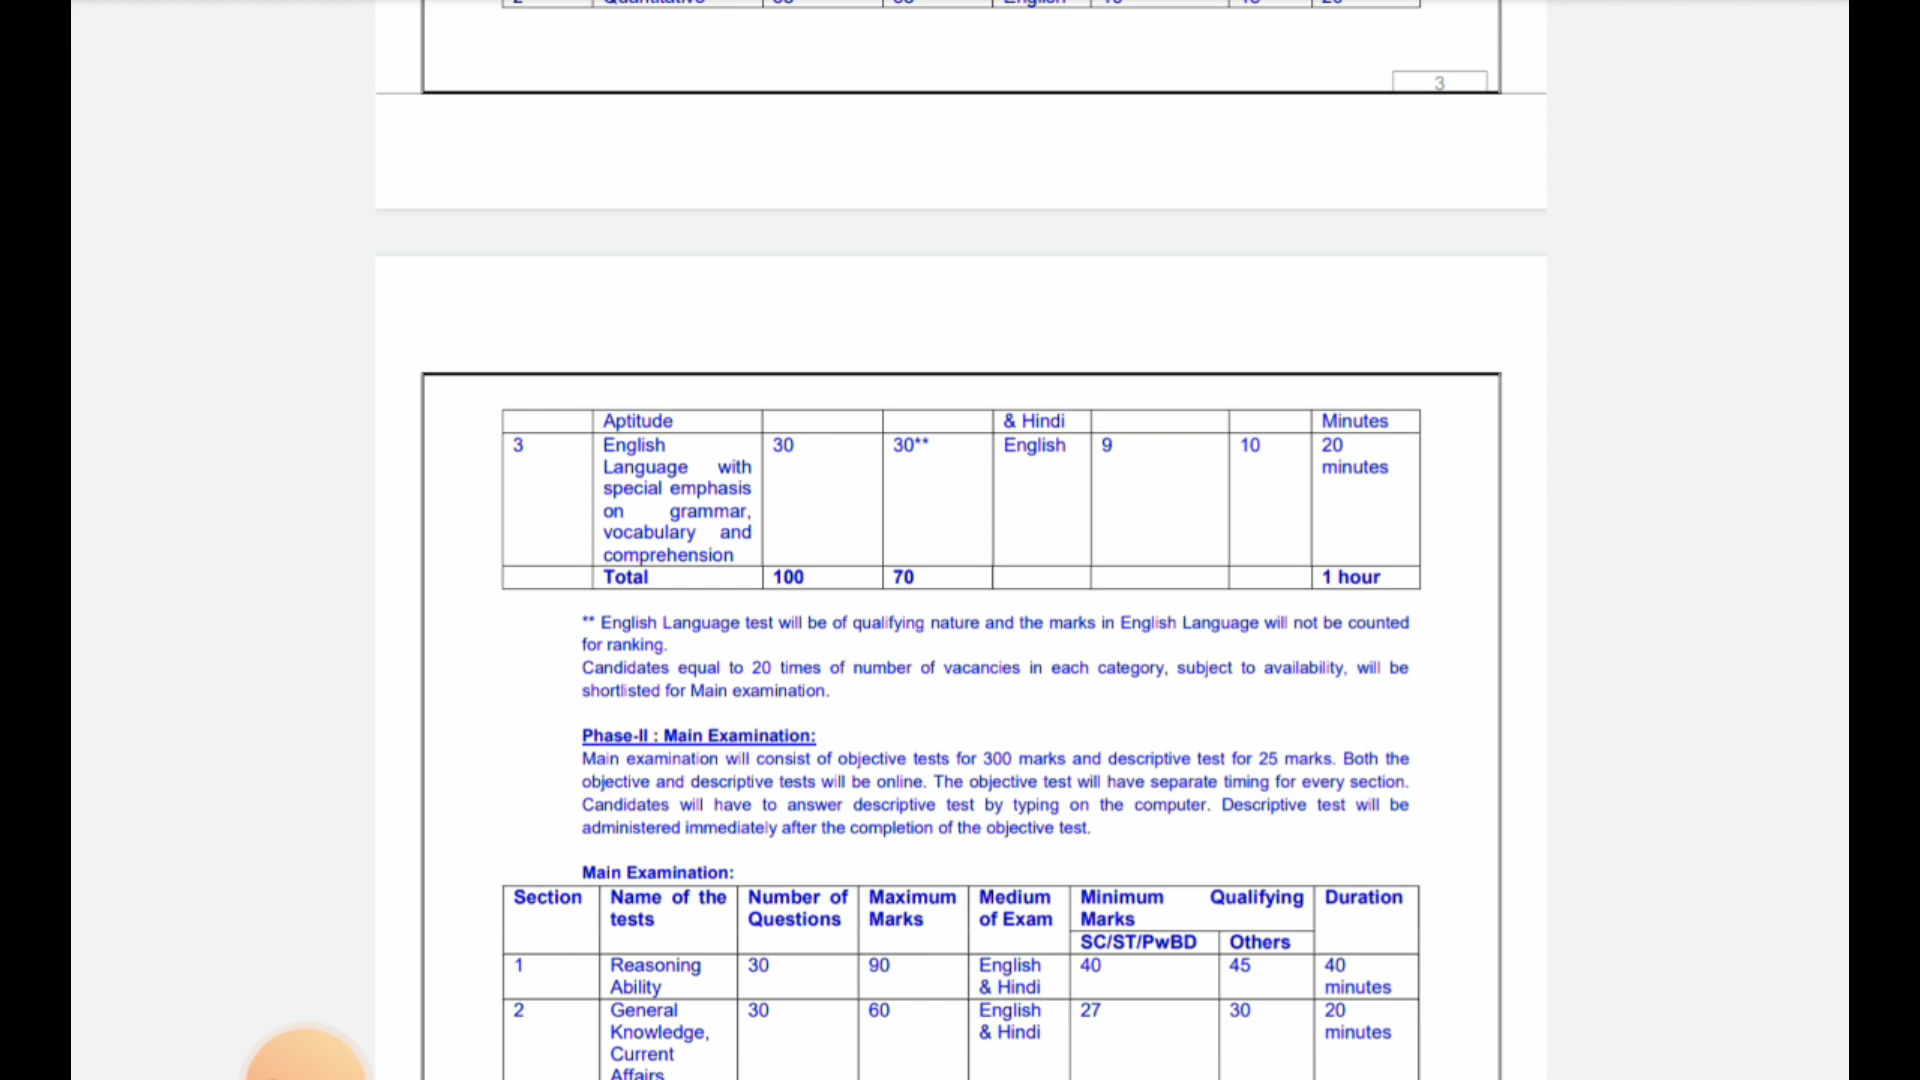 2 Quantitative 35 35 English 16 18 20
3
Aptitude & Hindi Minutes
3 English 30 30** English 9 10 20
Language with minutes
special emphasis
on grammar,
vocabulary and
comprehension
Total 100 70 1 hour
** English Language test will be of qualifying nature and the marks in English Language will not be counted
for ranking.
Candidates equal to 20 times of number of vacancies in each category, subject to availability, will be
shortlisted for Main examination.
Phase-II : Main Examination:
Main examination will consist of objective tests for 300 marks and descriptive test for 25 marks. Both the
objective and descriptive tests will be online. The objective test will have separate timing for every section.
Candidates will have to answer descriptive test by typing on the computer. Descriptive test will be
administered immediately after the completion of the objective test.
Main Examination:
Section Name of the Number of Maximum Medium Minimum Qualifying Duration
tests Questions Marks of Exam Marks
SC/ST/PwBD Others
1 Reasoning 30 90 English 40 45 40
Ability & Hindi minutes
2 General 30 60 English 27 30 20
Knowledge, & Hindi minutes
Current
Affairs